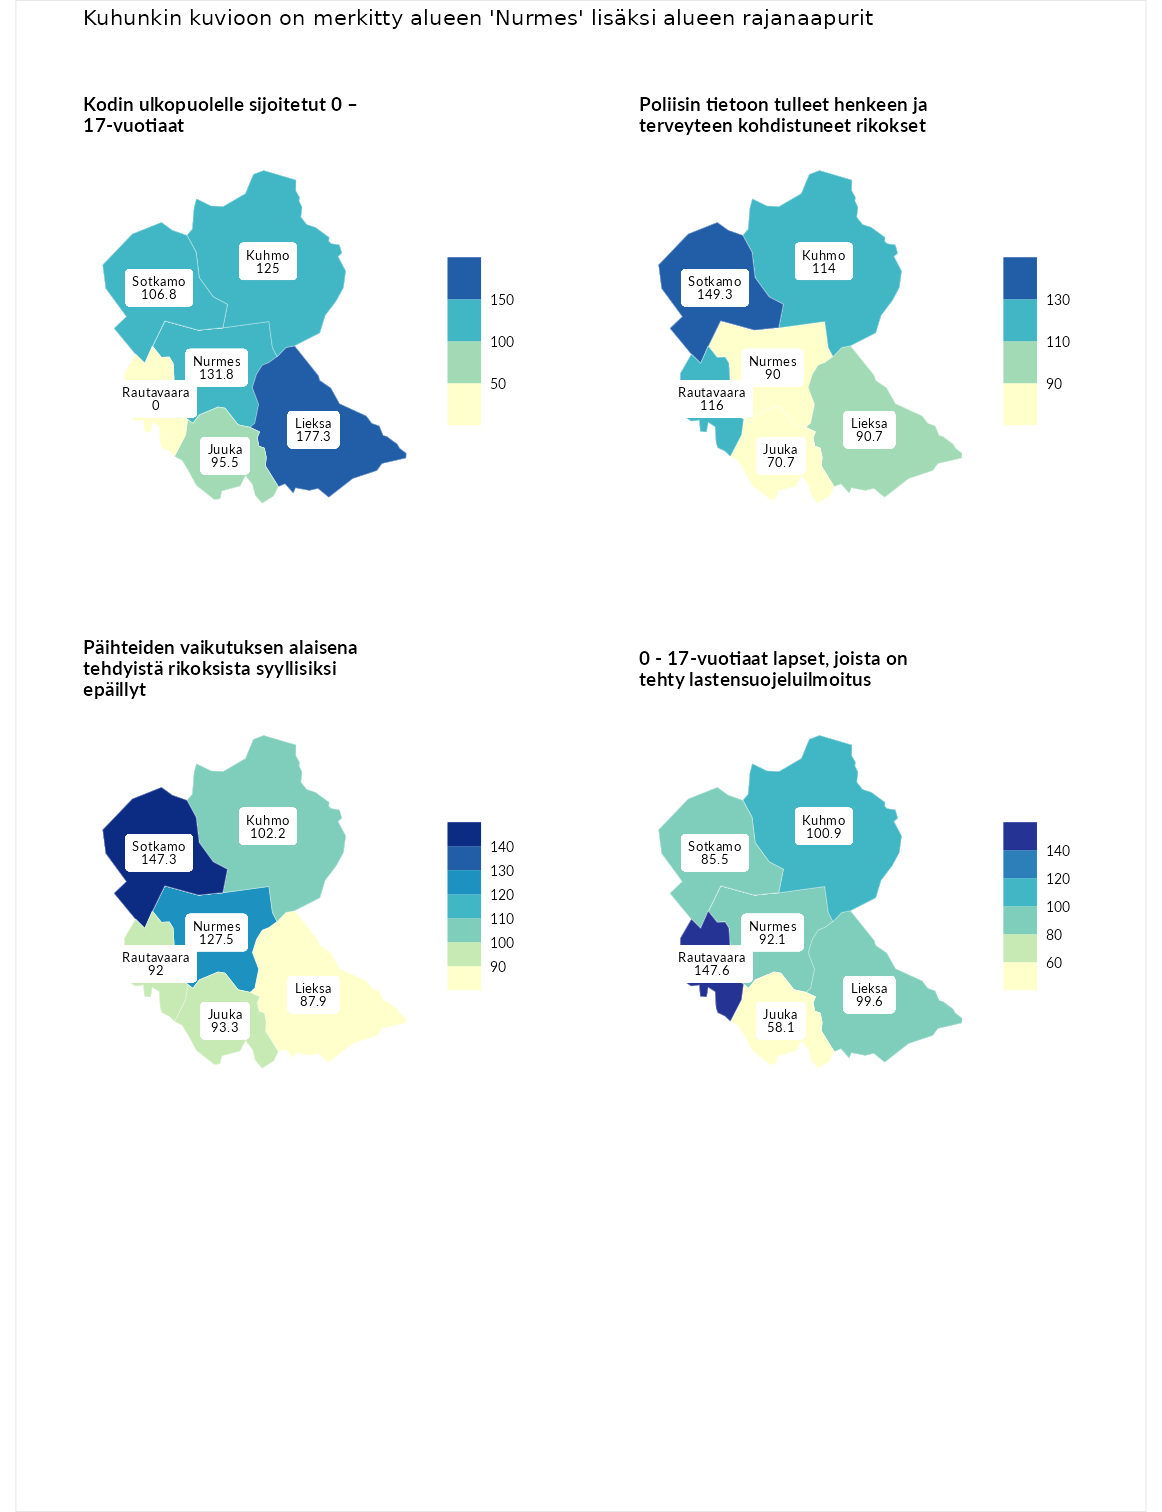 Kuhunkin kuvioon on merkitty alueen 'Nurmes' lisäksi alueen rajanaapurit
Kodin ulkopuolelle sijoitetut 0 –
17-vuotiaat
Kuhmo
125
Sotkamo
106.8
Nurmes
131.8
Rautavaara
0
Lieksa
177.3
Juuka
95.5
150
100
50
Poliisin tietoon tulleet henkeen ja
terveyteen kohdistuneet rikokset
Kuhmo
114
Sotkamo
149.3
Nurmes
90
Rautavaara
116
Lieksa
90.7
Juuka
70.7
130
110
90
Päihteiden vaikutuksen alaisena
tehdyistä rikoksista syyllisiksi
epäillyt
Kuhmo
102.2
Sotkamo
147.3
Nurmes
127.5
Rautavaara
92
Lieksa
87.9
Juuka
93.3
140
130
120
110
100
90
0 - 17-vuotiaat lapset, joista on
tehty lastensuojeluilmoitus
Kuhmo
100.9
Sotkamo
85.5
Nurmes
92.1
Rautavaara
147.6
Lieksa
99.6
Juuka
58.1
140
120
100
80
60